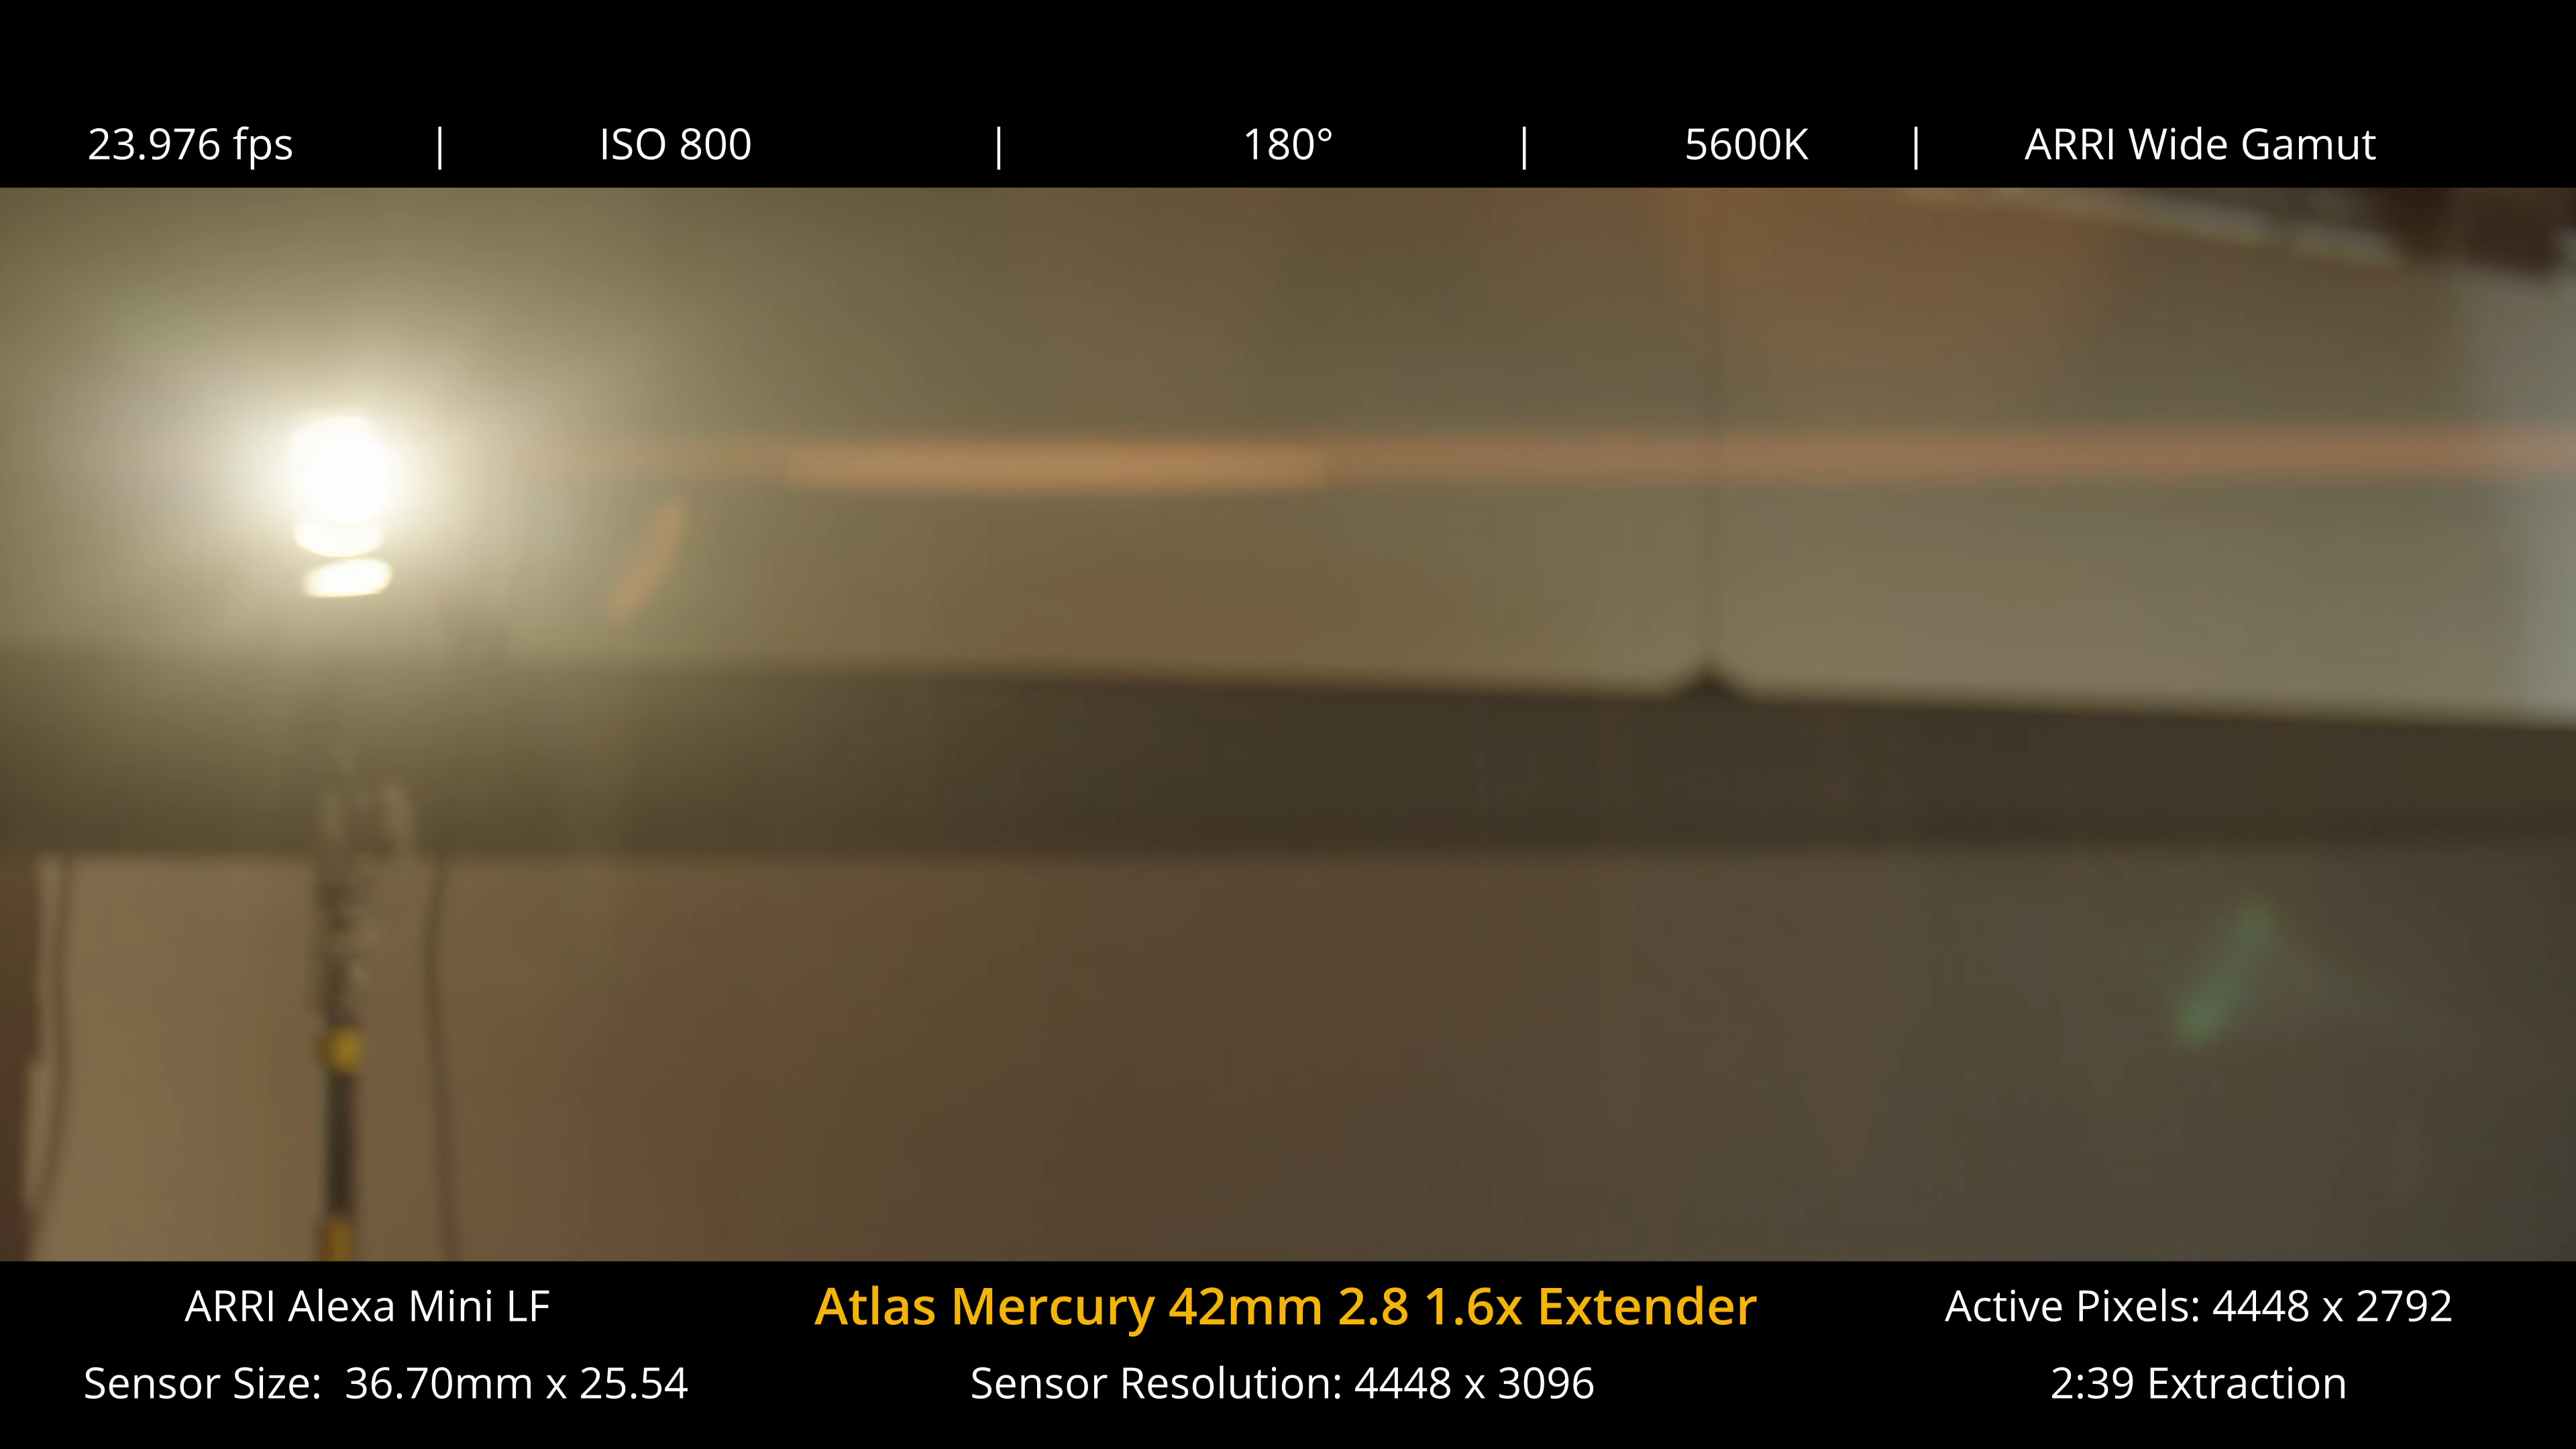 23.976 fps | ISO 800 | 180° | 5600K | ARRI Wide Gamut
ARRI Alexa Mini LF Atlas Mercury 42mm 2.8 1.6x Extender Active Pixels: 4448 x 2792
Sensor Size: 36.70mm x 25.54 Sensor Resolution: 4448 x 3096 2:39 Extraction